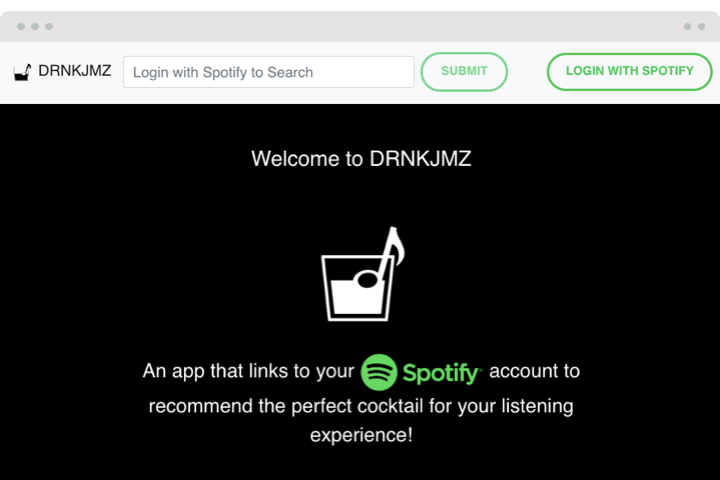 DRNKJMZ Login with Spotify to Search SUBMIT LOGIN WITH SPOTIFY
Welcome to DRNKJMZ
An app that links to your Spotify account to
recommend the perfect cocktail for your listening
experience!